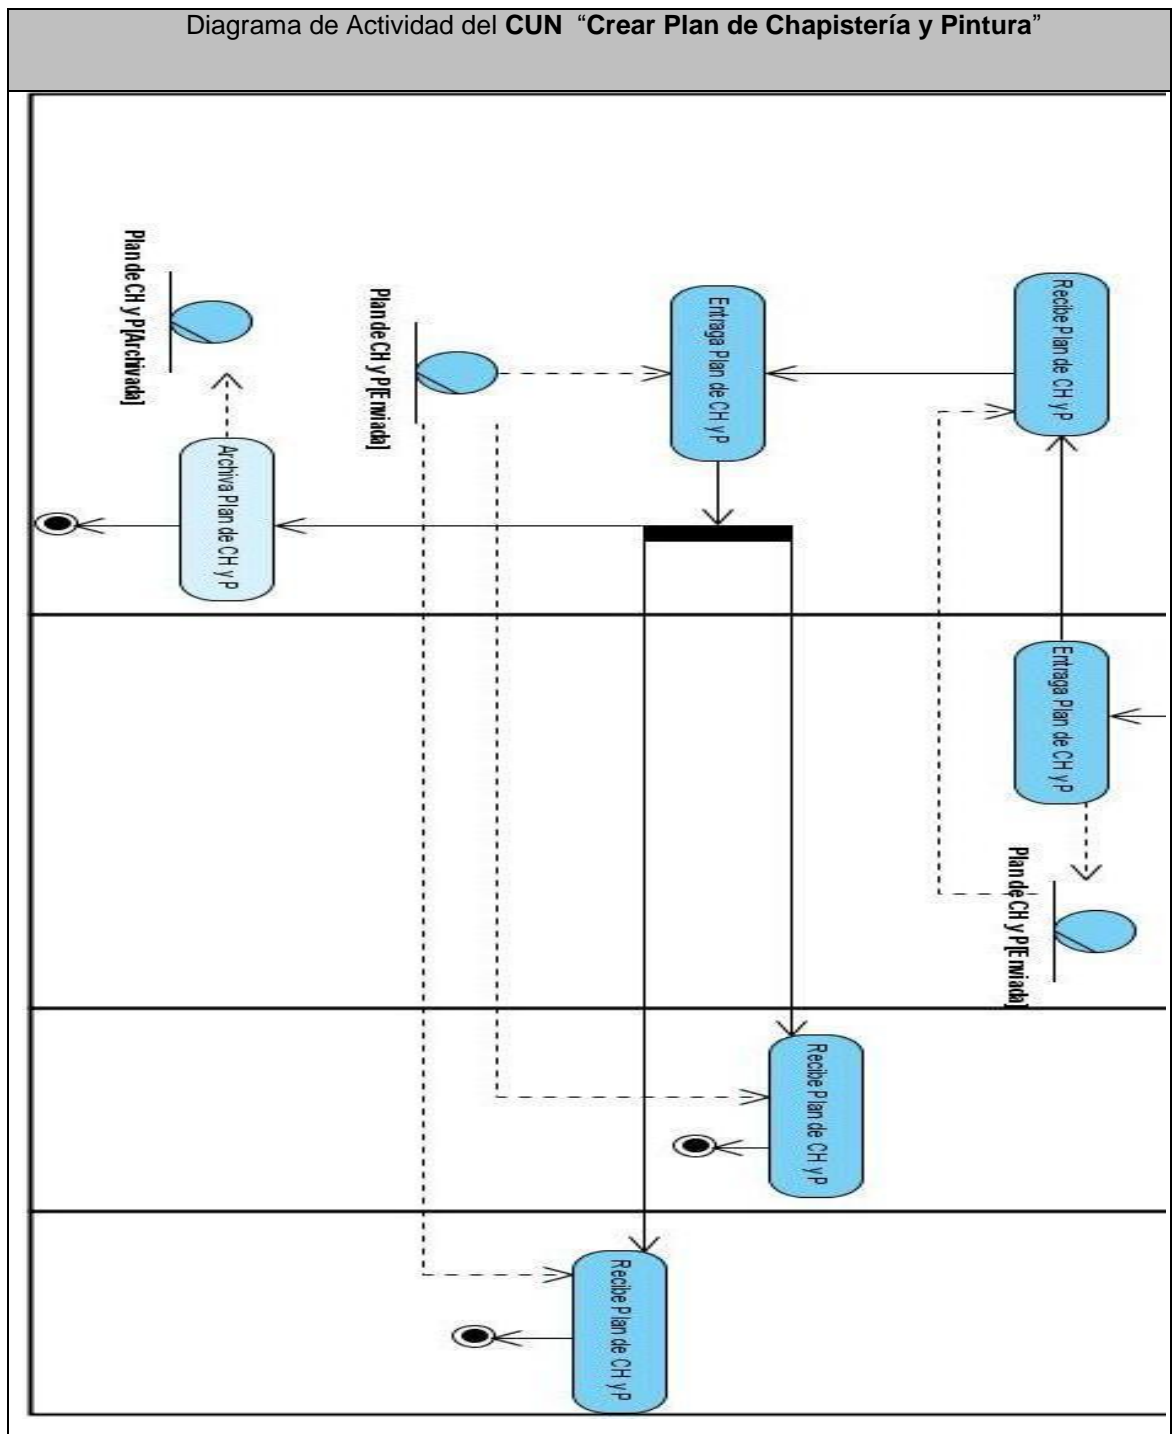 Diagrama de Actividad del CUN “Crear Plan de Chapistería y Pintura”
Recibe Plan de CH y P
Entraga Plan de CH y P
Plan de CH y P[Enviada]
Plan de CH y P[Archivada]
Archiva Plan de CH y P
Entraga Plan de CH y P
Plan de CH y P[Enviada]
Recibe Plan de CH y P
Recibe Plan de CH y P